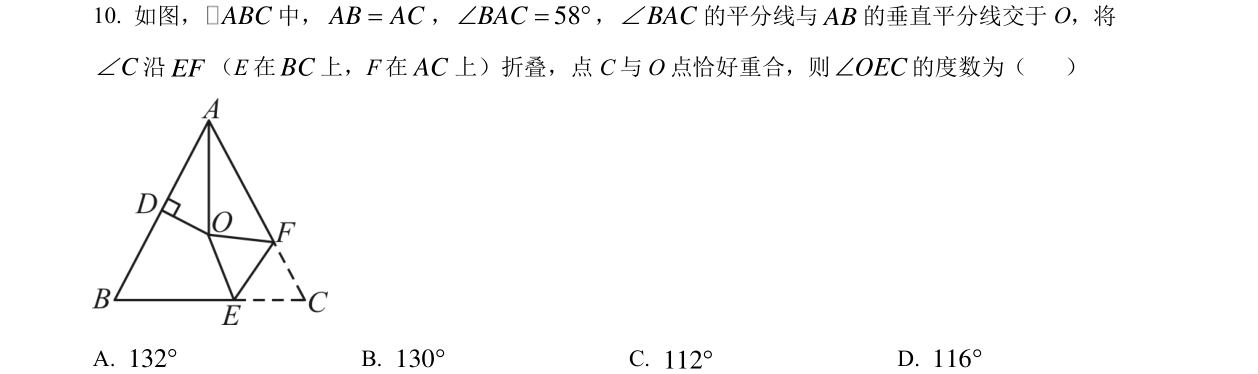 10. 如图，□ABC 中， AB = AC ，∠BAC = 58°，∠BAC 的平分线与 AB 的垂直平分线交于 O，将
∠C 沿 EF （E 在 BC 上，F 在 AC 上）折叠，点 C 与 O 点恰好重合，则∠OEC 的度数为（　　）
A
D
O
F
B
E
C
A. 132°　B. 130°　C. 112°　D. 116°